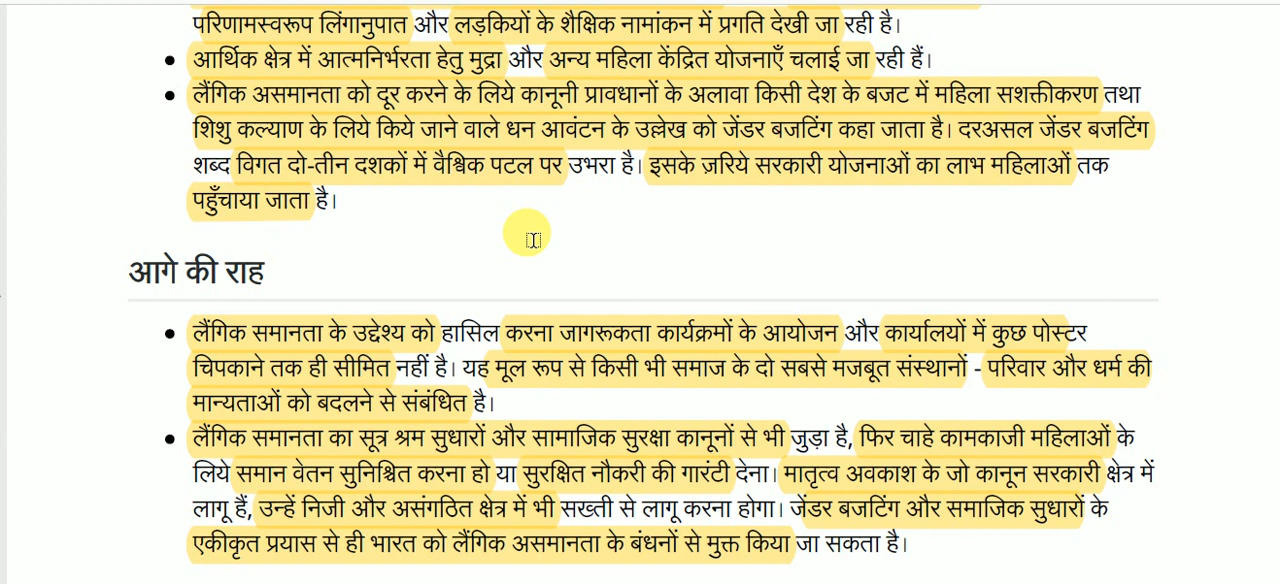 परिणामस्वरूप लिंगानुपात और लड़कियों के शैक्षिक नामांकन में प्रगति देखी जा रही है।
आर्थिक क्षेत्र में आत्मनिर्भरता हेतु मुद्रा और अन्य महिला केंद्रित योजनाएँ चलाई जा रही हैं।
लैंगिक असमानता को दूर करने के लिये कानूनी प्रावधानों के अलावा किसी देश के बजट में महिला सशक्तीकरण तथा
शिशु कल्याण के लिये किये जाने वाले धन आवंटन के उल्लेख को जेंडर बजटिंग कहा जाता है। दरअसल जेंडर बजटिंग
शब्द विगत दो-तीन दशकों में वैश्विक पटल पर उभरा है। इसके ज़रिये सरकारी योजनाओं का लाभ महिलाओं तक
पहुँचाया जाता है।
आगे की राह
लैंगिक समानता के उद्देश्य को हासिल करना जागरूकता कार्यक्रमों के आयोजन और कार्यालयों में कुछ पोस्टर
चिपकाने तक ही सीमित नहीं है। यह मूल रूप से किसी भी समाज के दो सबसे मजबूत संस्थानों - परिवार और धर्म की
मान्यताओं को बदलने से संबंधित है।
लैंगिक समानता का सूत्र श्रम सुधारों और सामाजिक सुरक्षा कानूनों से भी जुड़ा है, फिर चाहे कामकाजी महिलाओं के
लिये समान वेतन सुनिश्चित करना हो या सुरक्षित नौकरी की गारंटी देना। मातृत्व अवकाश के जो कानून सरकारी क्षेत्र में
लागू हैं, उन्हें निजी और असंगठित क्षेत्र में भी सख्ती से लागू करना होगा। जेंडर बजटिंग और समाजिक सुधारों के
एकीकृत प्रयास से ही भारत को लैंगिक असमानता के बंधनों से मुक्त किया जा सकता है।